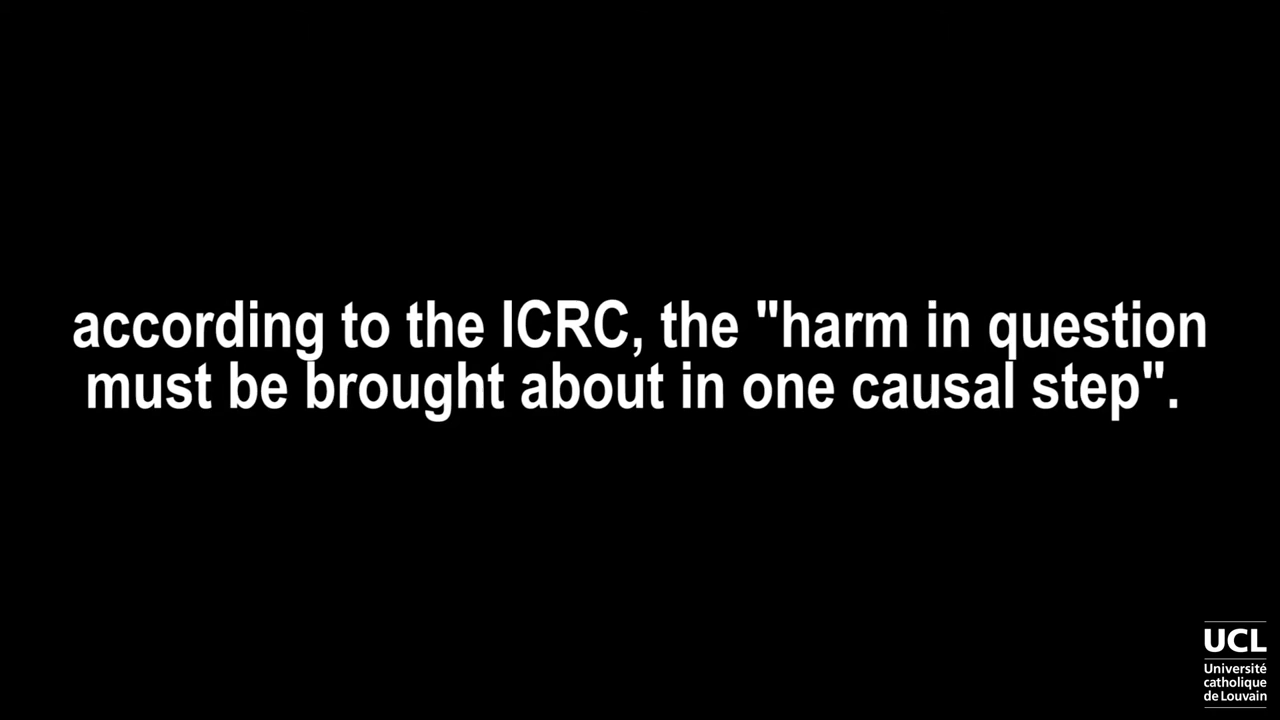 according to the ICRC, the "harm in question
must be brought about in one causal step".
UCL
Université
catholique
de Louvain